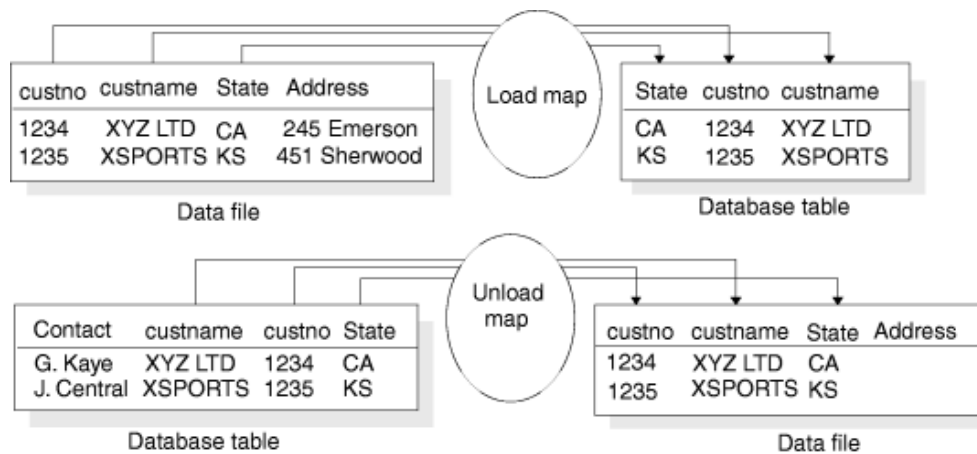 custno custname State Address
1234 XYZ LTD CA 245 Emerson
1235 XSPORTS KS 451 Sherwood
Data file
Load map
State custno custname
CA 1234 XYZ LTD
KS 1235 XSPORTS
Database table
Contact custname custno State
G. Kaye XYZ LTD 1234 CA
J. Central XSPORTS 1235 KS
Database table
Unload
map
custno custname State Address
1234 XYZ LTD CA
1235 XSPORTS KS
Data file